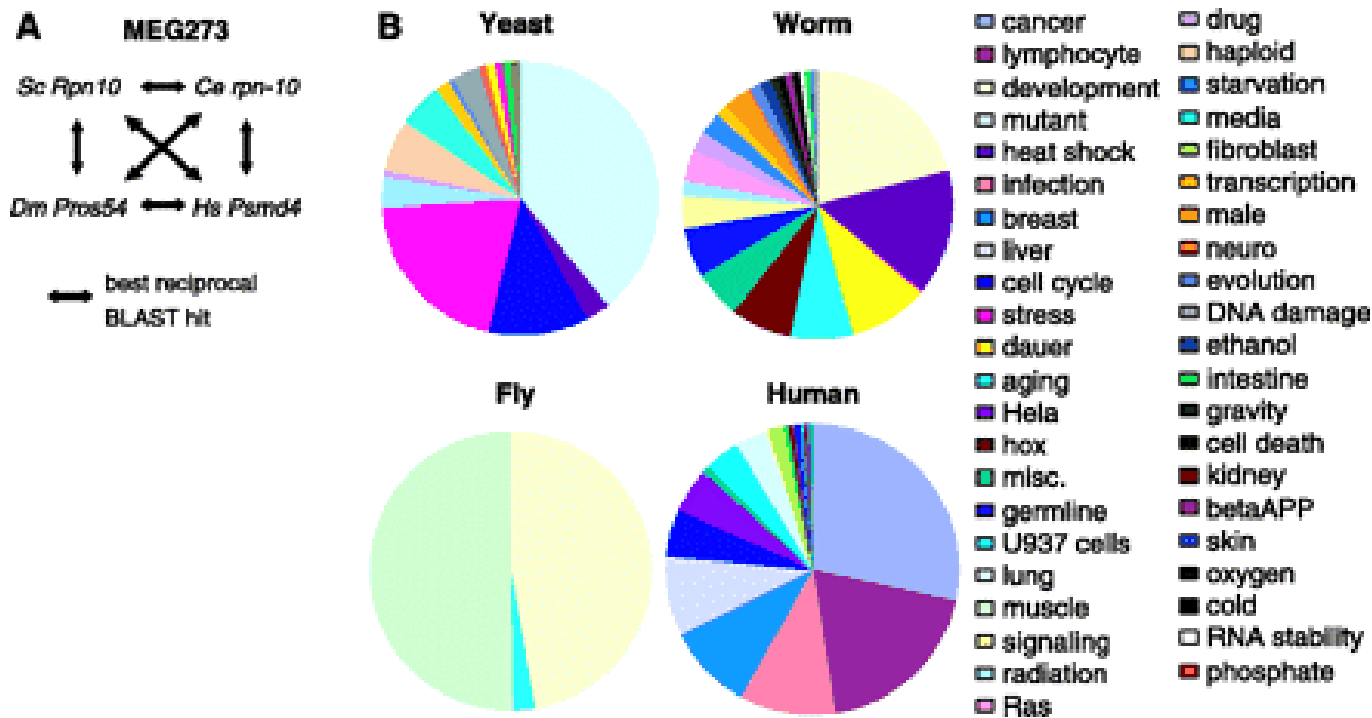 A
MEG273
Sc Rpn10
Ce rpn-10
Dm Pros54
Hs Psmd4
best reciprocal
BLAST hit
B
Yeast
Worm
Fly
Human
cancer
lymphocyte
development
mutant
heat shock
infection
breast
liver
cell cycle
stress
dauer
aging
Hela
hox
misc.
germline
U937 cells
lung
muscle
signaling
radiation
Ras
drug
haploid
starvation
media
fibroblast
transcription
male
neuro
evolution
DNA damage
ethanol
intestine
gravity
cell death
kidney
betaAPP
skin
oxygen
cold
RNA stability
phosphate